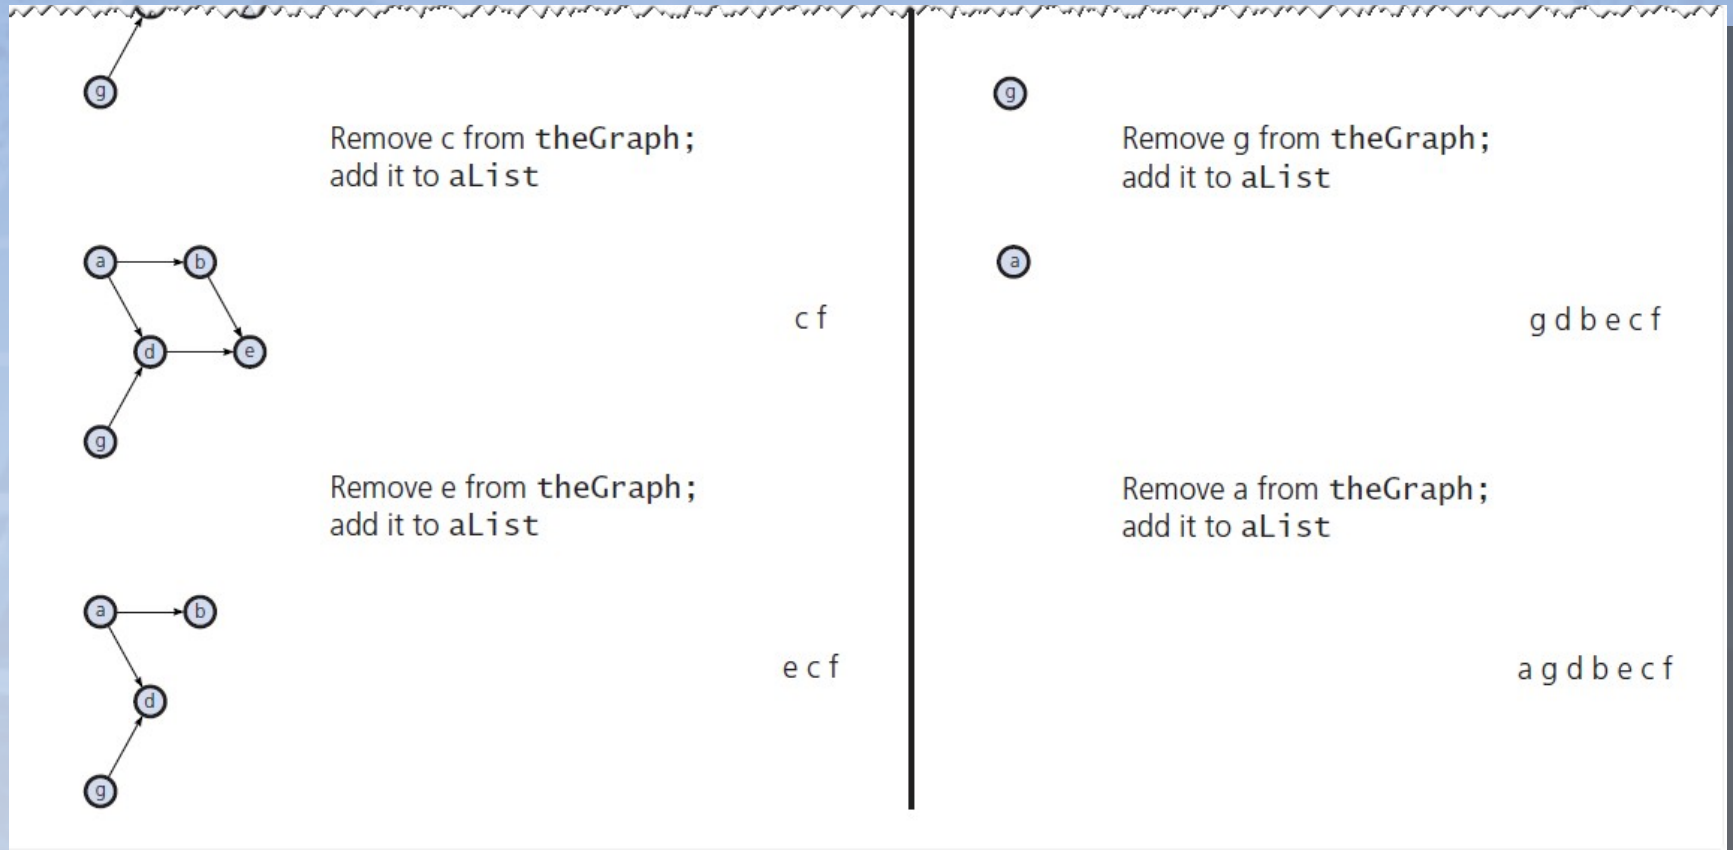 g
Remove c from theGraph;
add it to aList
a b
c f
d e
g
Remove e from theGraph;
add it to aList
a b
e c f
d
g
g
Remove g from theGraph;
add it to aList
a
g d b e c f
Remove a from theGraph;
add it to aList
a g d b e c f